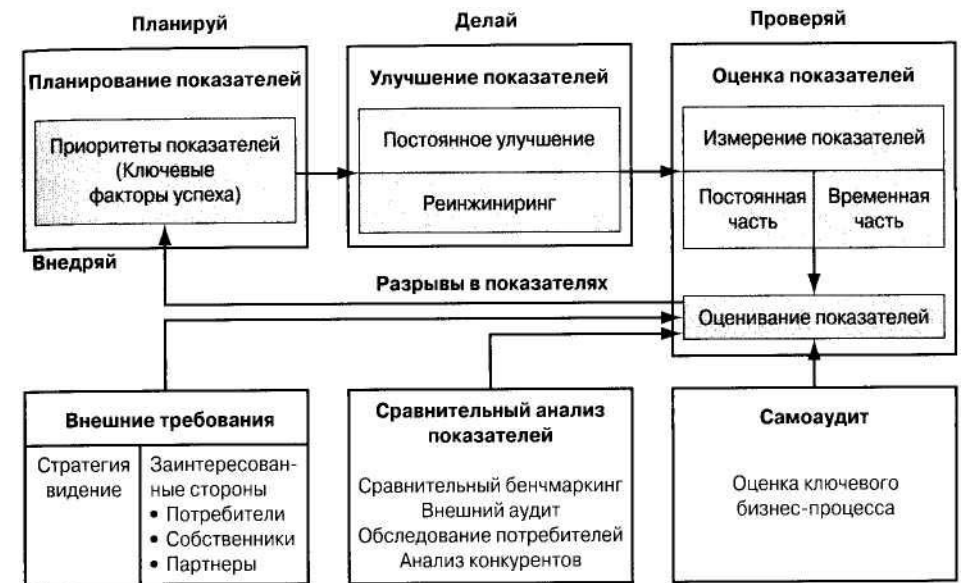 Планируй
Делай
Проверяй
Планирование показателей
Приоритеты показателей
(Ключевые
факторы успеха)
Внедряй
Улучшение показателей
Постоянное улучшение
Реинжиниринг
Оценка показателей
Измерение показателей
Постоянная
часть
Временная
часть
Разрывы в показателях
Оценивание показателей
Внешние требования
Стратегия
видение
Заинтересован-
ные стороны
• Потребители
• Собственники
• Партнеры
Сравнительный анализ
показателей
Сравнительный бенчмаркинг
Внешний аудит
Обследование потребителей
Анализ конкурентов
Самоаудит
Оценка ключевого
бизнес-процесса